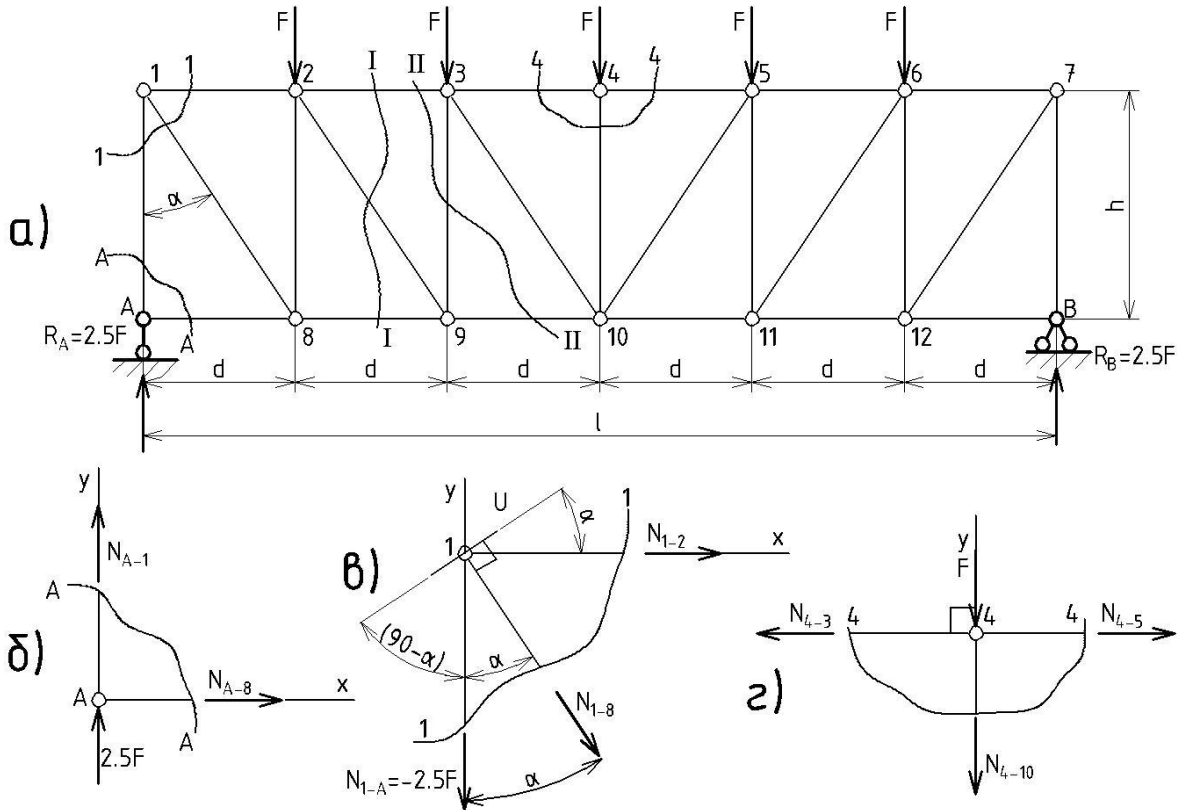 F F F F F
1 1 2 I II 3 4 4 4 5 6 7
1
α
h
а)
A
A A B
R_A=2.5F A 8 I 9 II 10 11 12 R_B=2.5F
d d d d d d
l
y
N_A-1
A
б)
N_A-8 x
A
A
2.5F
y U 1
α
1 N_1-2 x
в)
(90-α) α
N_1-8
1
N_1-A=-2.5F α
y
F
N_4-3 4 4 4 N_4-5
г)
N_4-10